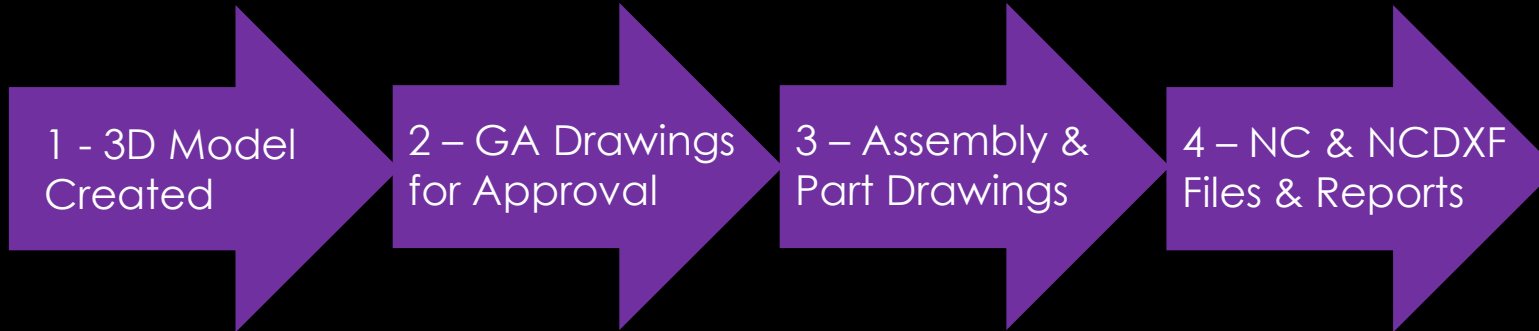 1 - 3D Model
Created
2 – GA Drawings
for Approval
3 – Assembly &
Part Drawings
4 – NC & NCDXF
Files & Reports